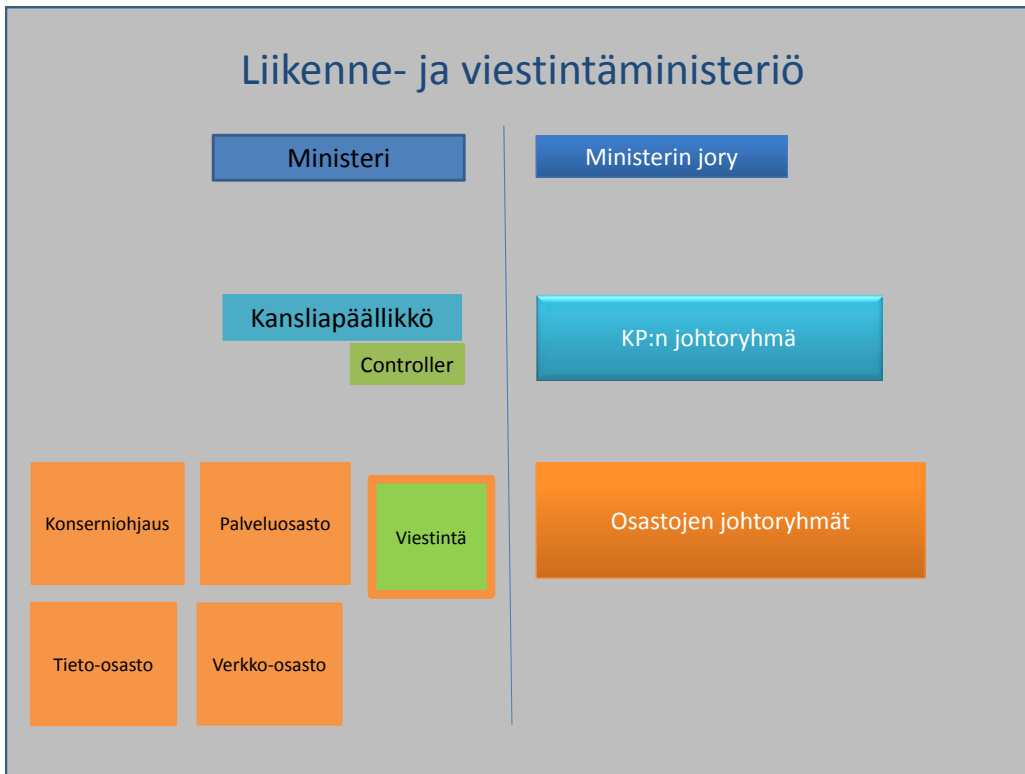 Liikenne- ja viestintäministeriö
Ministeri
Ministerin jory
Kansliapäällikkö
Controller
KP:n johtoryhmä
Konserniohjaus
Palveluosasto
Viestintä
Osastojen johtoryhmät
Tieto-osasto
Verkko-osasto